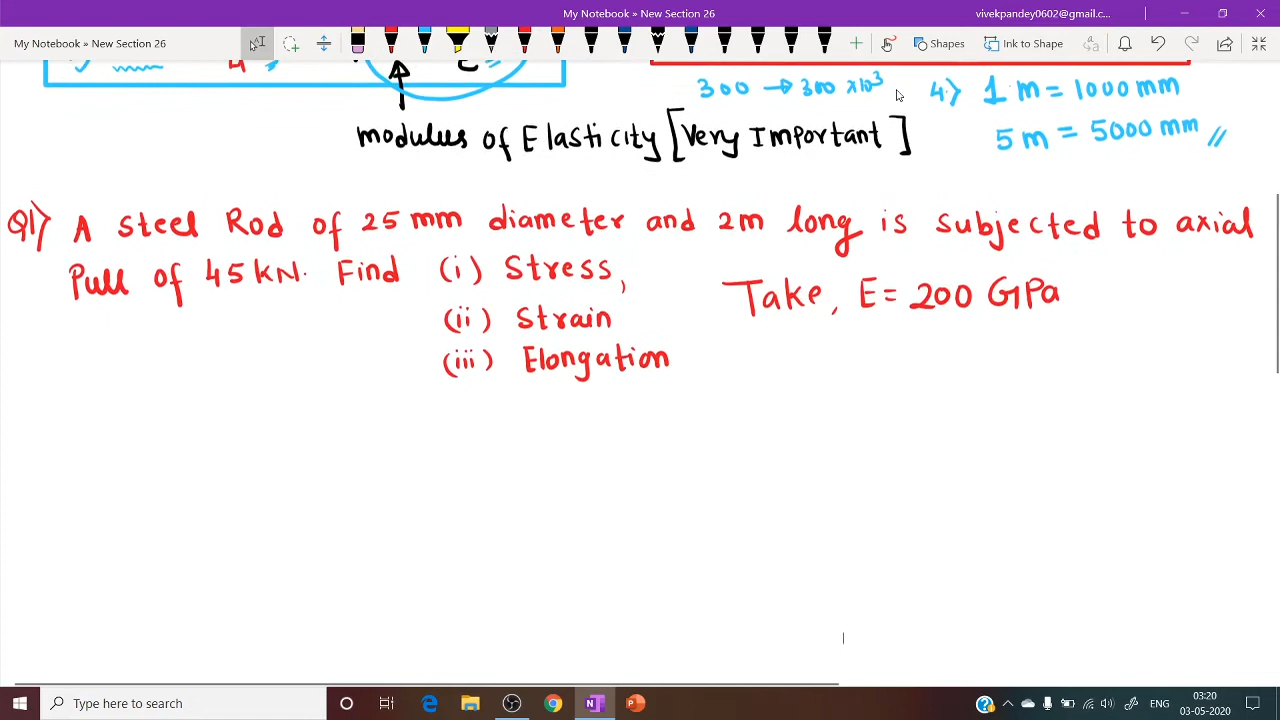 My Notebook » New Section 26
vivekpandey0602@gmail.c...
My Notebook » New Section 26
Shapes
Ink to Shape
300 → 300 ×10³
4.> 1 m = 1000 mm
modulus of Elasticity [Very Important]
5 m = 5000 mm //
Q1) A steel Rod of 25 mm diameter and 2m long is subjected to axial
Pull of 45 kN. Find (i) Stress,
Take, E = 200 GPa
(ii) Strain
(iii) Elongation
Type here to search
ENG
03:20
03-05-2020